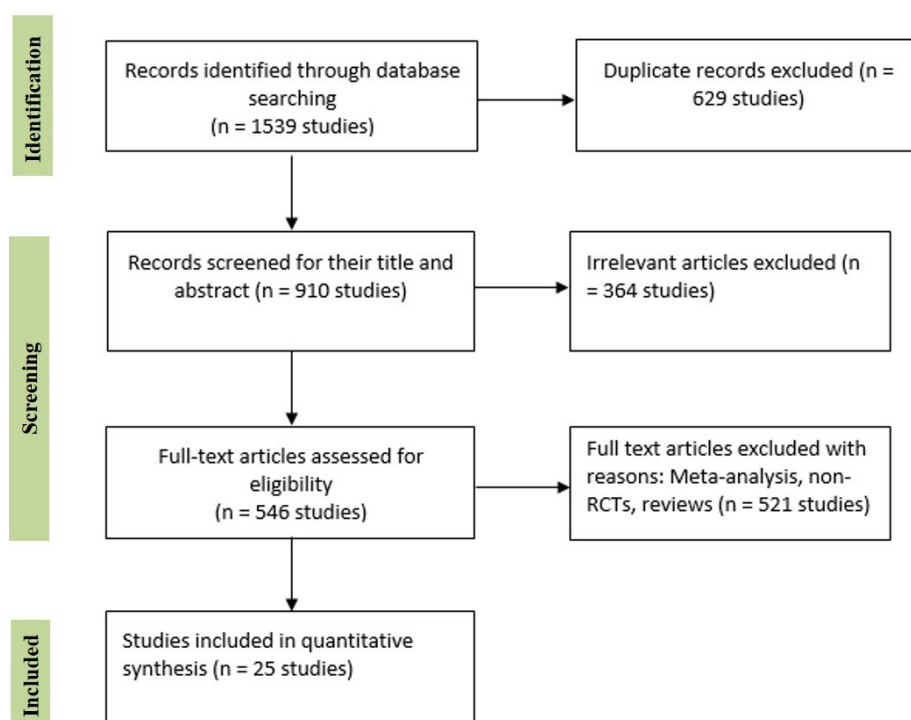 Identification
Records identified through database
searching
(n = 1539 studies)
Duplicate records excluded (n =
629 studies)
Screening
Records screened for their title and
abstract (n = 910 studies)
Irrelevant articles excluded (n
= 364 studies)
Full-text articles assessed for
eligibility
(n = 546 studies)
Full text articles excluded with
reasons: Meta-analysis, non-
RCTs, reviews (n = 521 studies)
Included
Studies included in quantitative
synthesis (n = 25 studies)